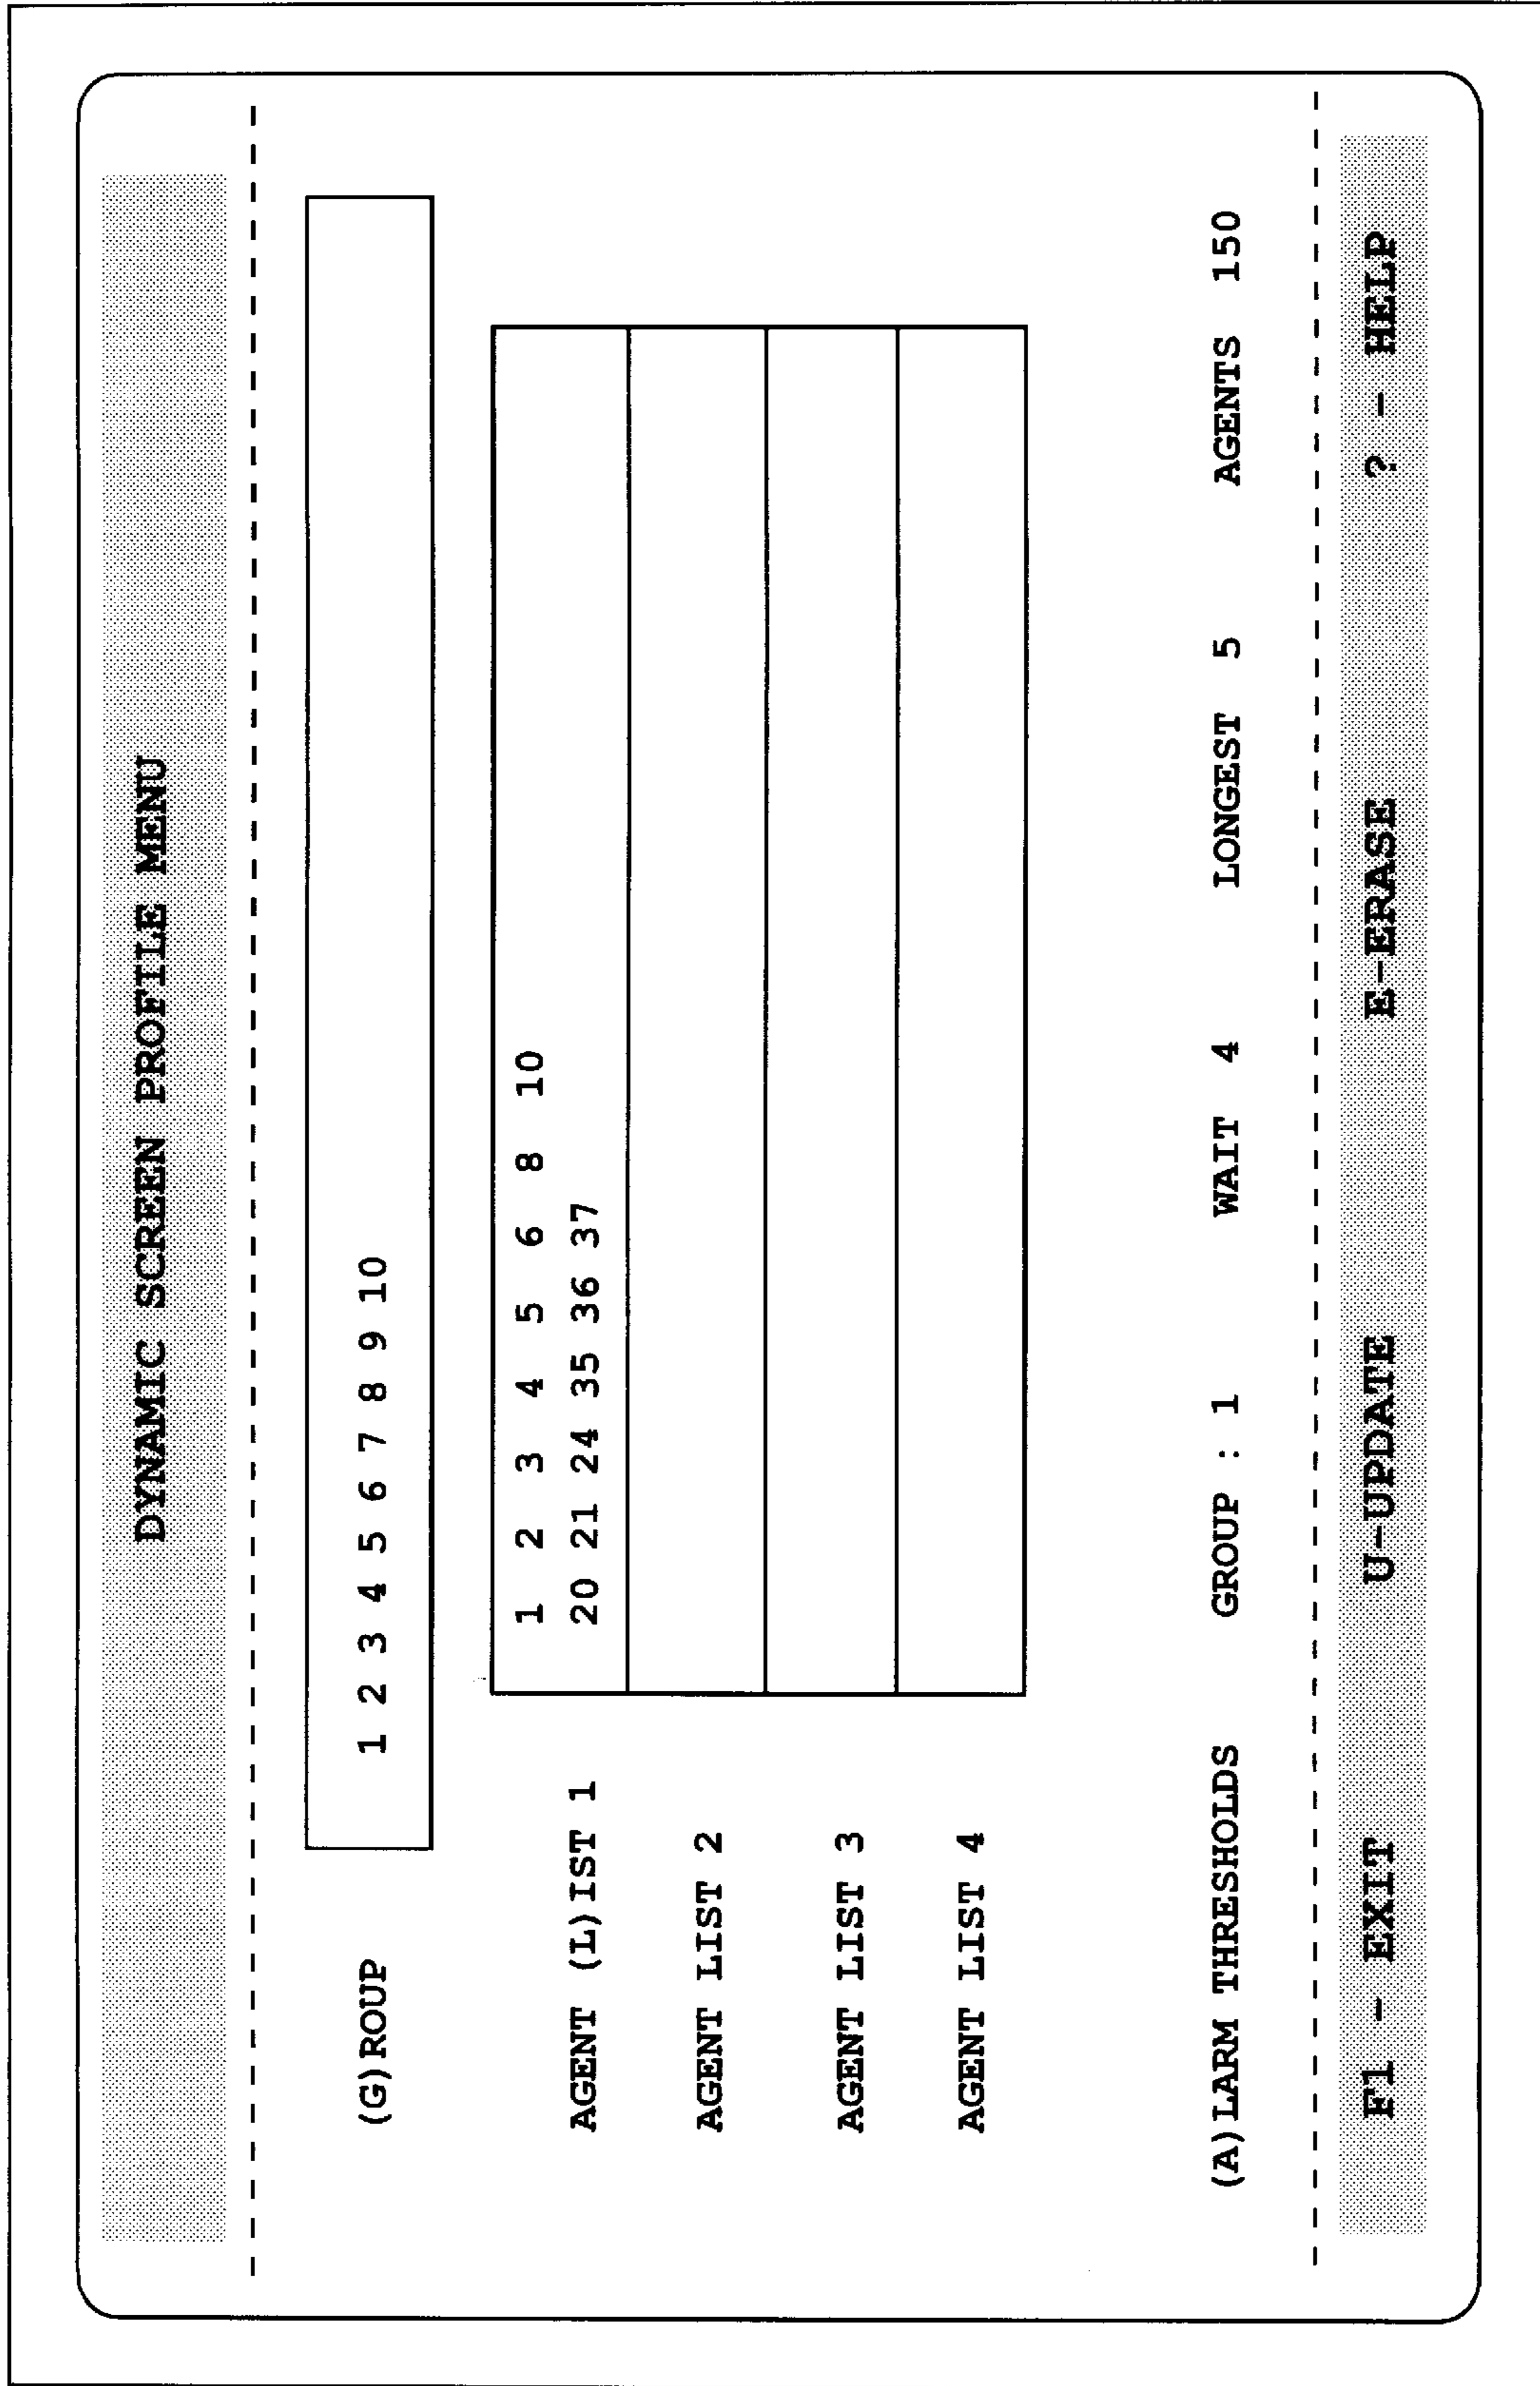 DYNAMIC SCREEN PROFILE MENU
(G)ROUP 1 2 3 4 5 6 7 8 9 10
1 2 3 4 5 6 8 10
AGENT (L)IST 1 20 21 24 35 36 37
AGENT LIST 2
AGENT LIST 3
AGENT LIST 4
(A)LARM THRESHOLDS GROUP : 1 WAIT 4 LONGEST 5 AGENTS 150
F1 - EXIT U-UPDATE E-ERASE ? - HELP